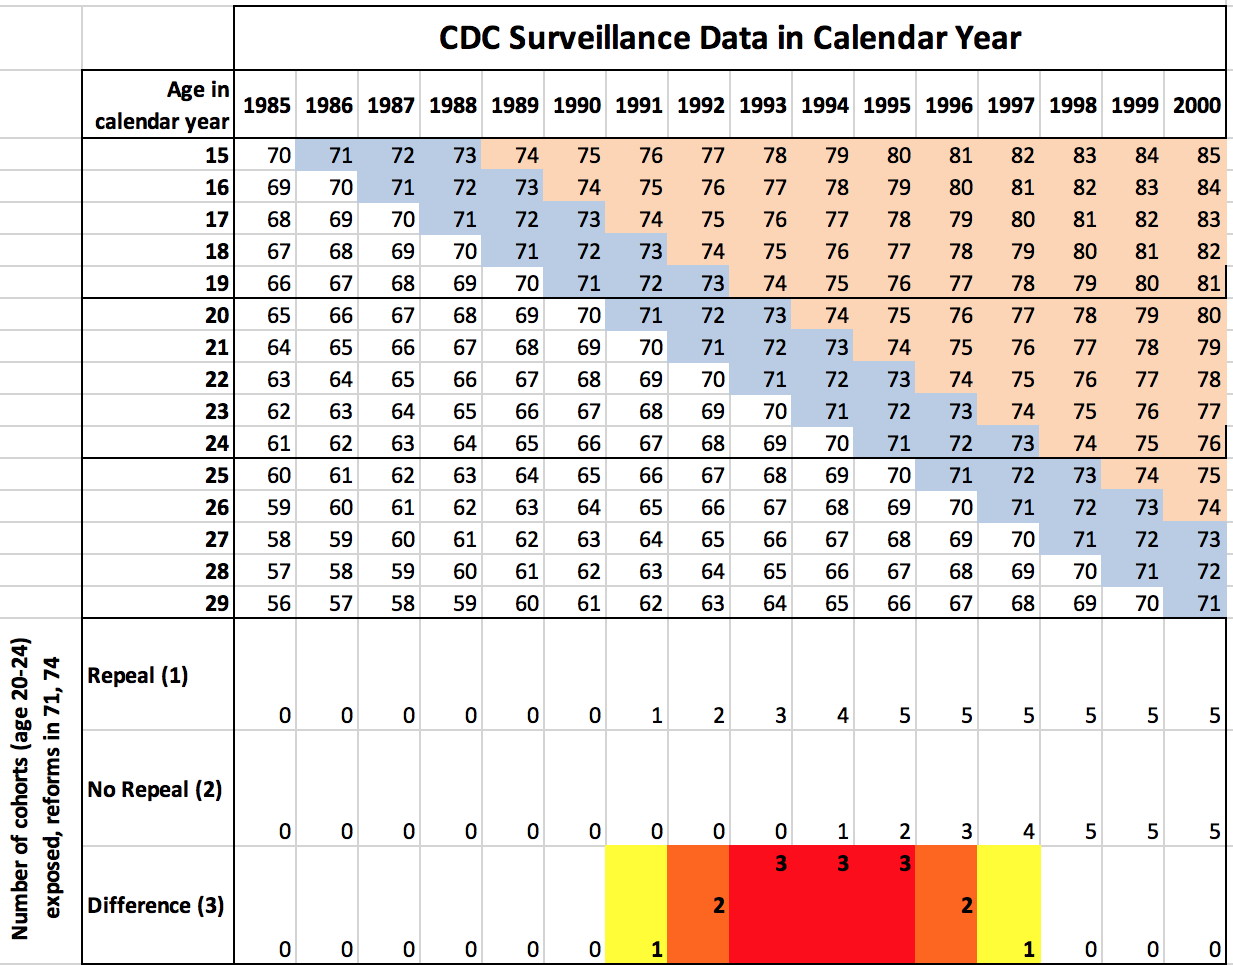 CDC Surveillance Data in Calendar Year
Age in
calendar year 1985 1986 1987 1988 1989 1990 1991 1992 1993 1994 1995 1996 1997 1998 1999 2000
15 70 71 72 73 74 75 76 77 78 79 80 81 82 83 84 85
16 69 70 71 72 73 74 75 76 77 78 79 80 81 82 83 84
17 68 69 70 71 72 73 74 75 76 77 78 79 80 81 82 83
18 67 68 69 70 71 72 73 74 75 76 77 78 79 80 81 82
19 66 67 68 69 70 71 72 73 74 75 76 77 78 79 80 81
20 65 66 67 68 69 70 71 72 73 74 75 76 77 78 79 80
21 64 65 66 67 68 69 70 71 72 73 74 75 76 77 78 79
22 63 64 65 66 67 68 69 70 71 72 73 74 75 76 77 78
23 62 63 64 65 66 67 68 69 70 71 72 73 74 75 76 77
24 61 62 63 64 65 66 67 68 69 70 71 72 73 74 75 76
25 60 61 62 63 64 65 66 67 68 69 70 71 72 73 74 75
26 59 60 61 62 63 64 65 66 67 68 69 70 71 72 73 74
27 58 59 60 61 62 63 64 65 66 67 68 69 70 71 72 73
28 57 58 59 60 61 62 63 64 65 66 67 68 69 70 71 72
29 56 57 58 59 60 61 62 63 64 65 66 67 68 69 70 71
Number of cohorts (age 20-24)
exposed, reforms in 71, 74
Repeal (1) 0 0 0 0 0 0 1 2 3 4 5 5 5 5 5 5
No Repeal (2) 0 0 0 0 0 0 0 0 0 1 2 3 4 5 5 5
Difference (3) 0 0 0 0 0 0 1 2 3 3 3 2 1 0 0 0